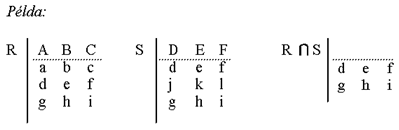 Példa:
R A B C S D E F R ∩ S
a b c d e f d e f
d e f j k l g h i
g h i g h i